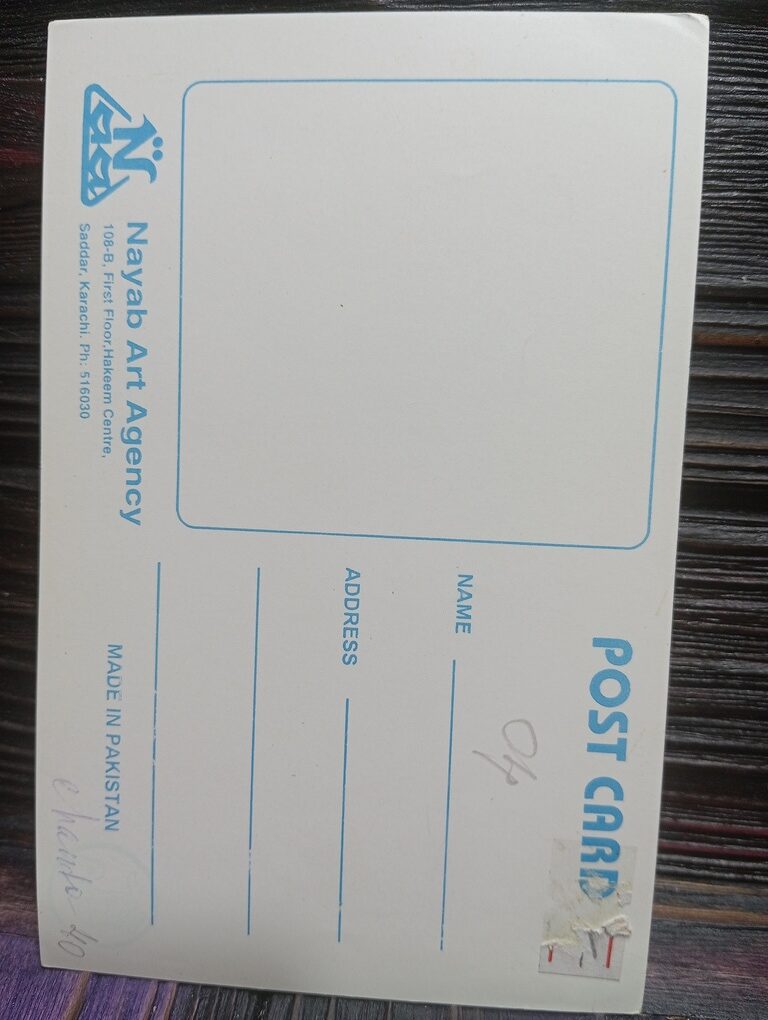 POST CARD
NAME
ADDRESS
Nayab Art Agency
108-B, First Floor, Hakeem Centre,
Saddar, Karachi. Ph: 516030
MADE IN PAKISTAN